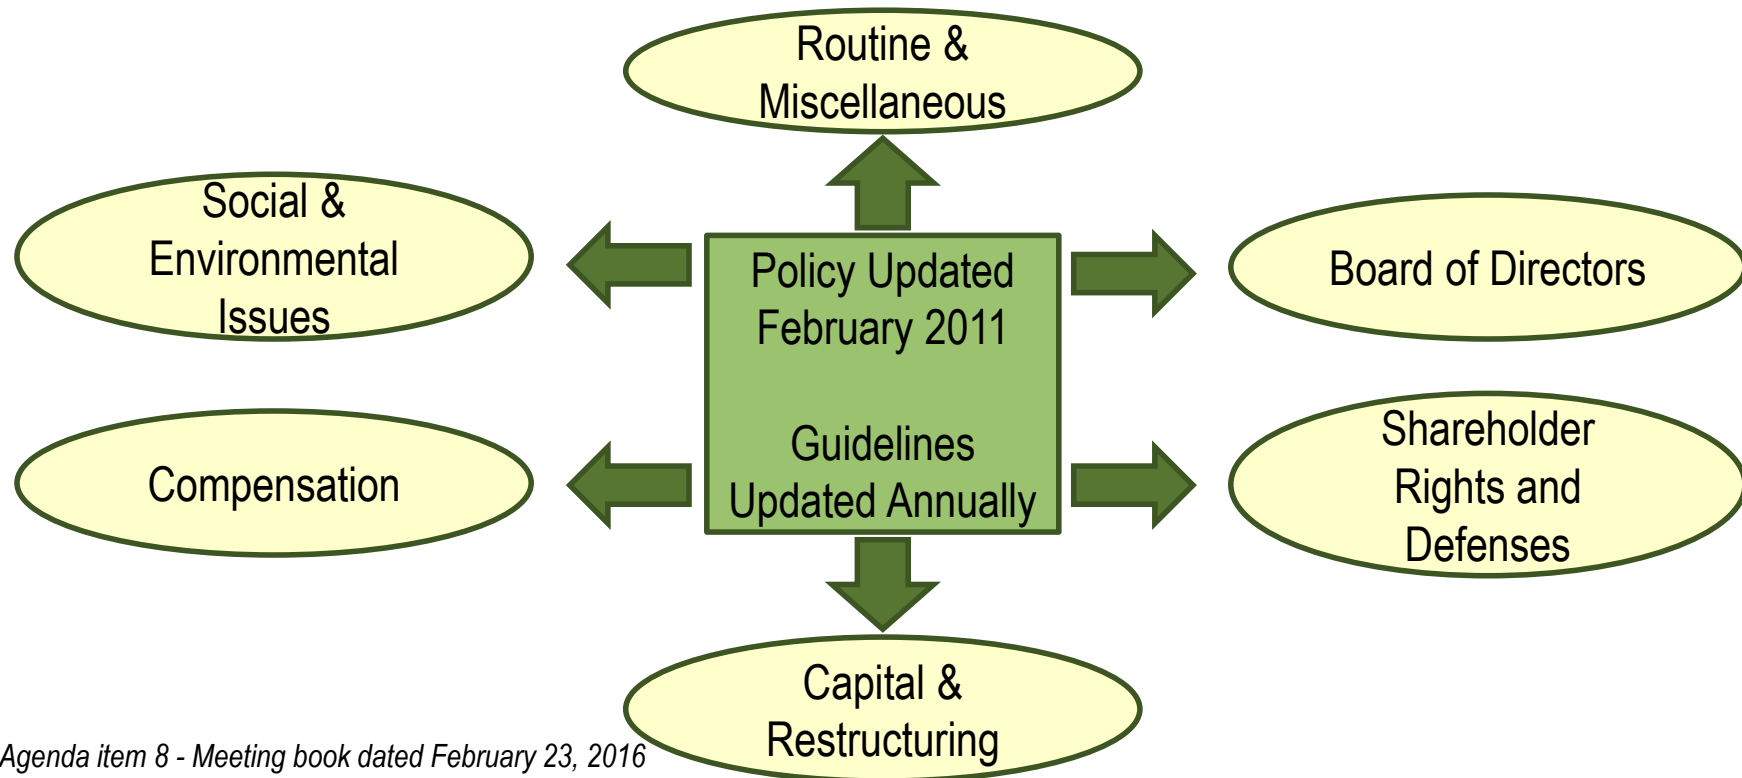 Routine &
Miscellaneous
Social &
Environmental
Issues
Policy Updated
February 2011
Board of Directors
Compensation
Guidelines
Updated Annually
Shareholder
Rights and
Defenses
Capital &
Restructuring
Agenda item 8 - Meeting book dated February 23, 2016